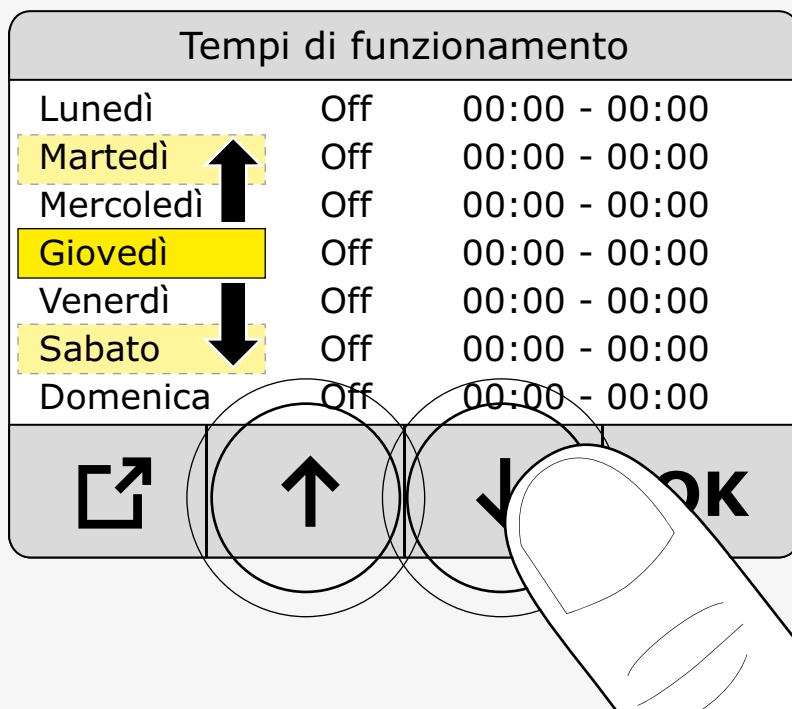 Tempi di funzionamento
Lunedì Off 00:00 - 00:00
Martedì Off 00:00 - 00:00
Mercoledì Off 00:00 - 00:00
Giovedì Off 00:00 - 00:00
Venerdì Off 00:00 - 00:00
Sabato Off 00:00 - 00:00
Domenica Off 00:00 - 00:00
OK